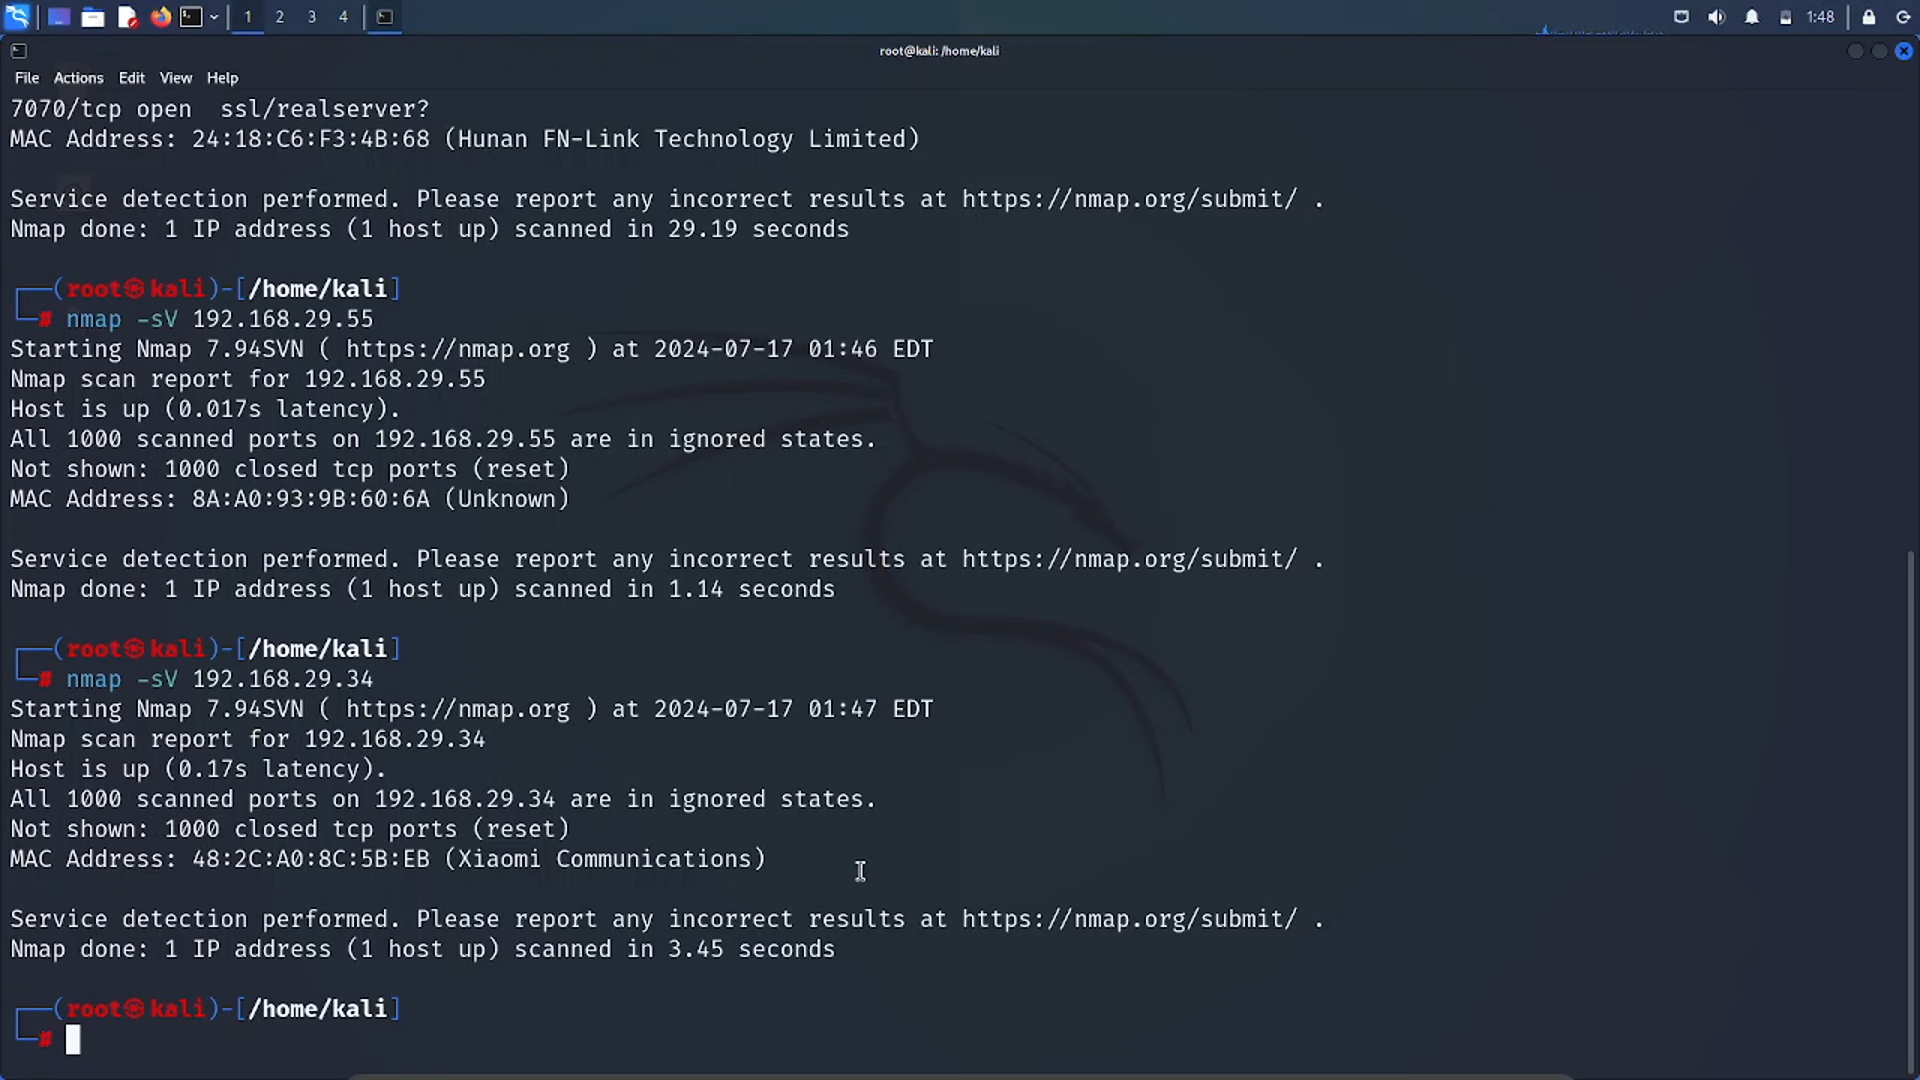 1 2 3 4 1:48
root@kali: /home/kali
File Actions Edit View Help
7070/tcp open  ssl/realserver?
MAC Address: 24:18:C6:F3:4B:68 (Hunan FN-Link Technology Limited)
Service detection performed. Please report any incorrect results at https://nmap.org/submit/ .
Nmap done: 1 IP address (1 host up) scanned in 29.19 seconds
┌──(root㉿kali)-[/home/kali]
└─# nmap -sV 192.168.29.55
Starting Nmap 7.94SVN ( https://nmap.org ) at 2024-07-17 01:46 EDT
Nmap scan report for 192.168.29.55
Host is up (0.017s latency).
All 1000 scanned ports on 192.168.29.55 are in ignored states.
Not shown: 1000 closed tcp ports (reset)
MAC Address: 8A:A0:93:9B:60:6A (Unknown)
Service detection performed. Please report any incorrect results at https://nmap.org/submit/ .
Nmap done: 1 IP address (1 host up) scanned in 1.14 seconds
┌──(root㉿kali)-[/home/kali]
└─# nmap -sV 192.168.29.34
Starting Nmap 7.94SVN ( https://nmap.org ) at 2024-07-17 01:47 EDT
Nmap scan report for 192.168.29.34
Host is up (0.17s latency).
All 1000 scanned ports on 192.168.29.34 are in ignored states.
Not shown: 1000 closed tcp ports (reset)
MAC Address: 48:2C:A0:8C:5B:EB (Xiaomi Communications)
Service detection performed. Please report any incorrect results at https://nmap.org/submit/ .
Nmap done: 1 IP address (1 host up) scanned in 3.45 seconds
┌──(root㉿kali)-[/home/kali]
└─#